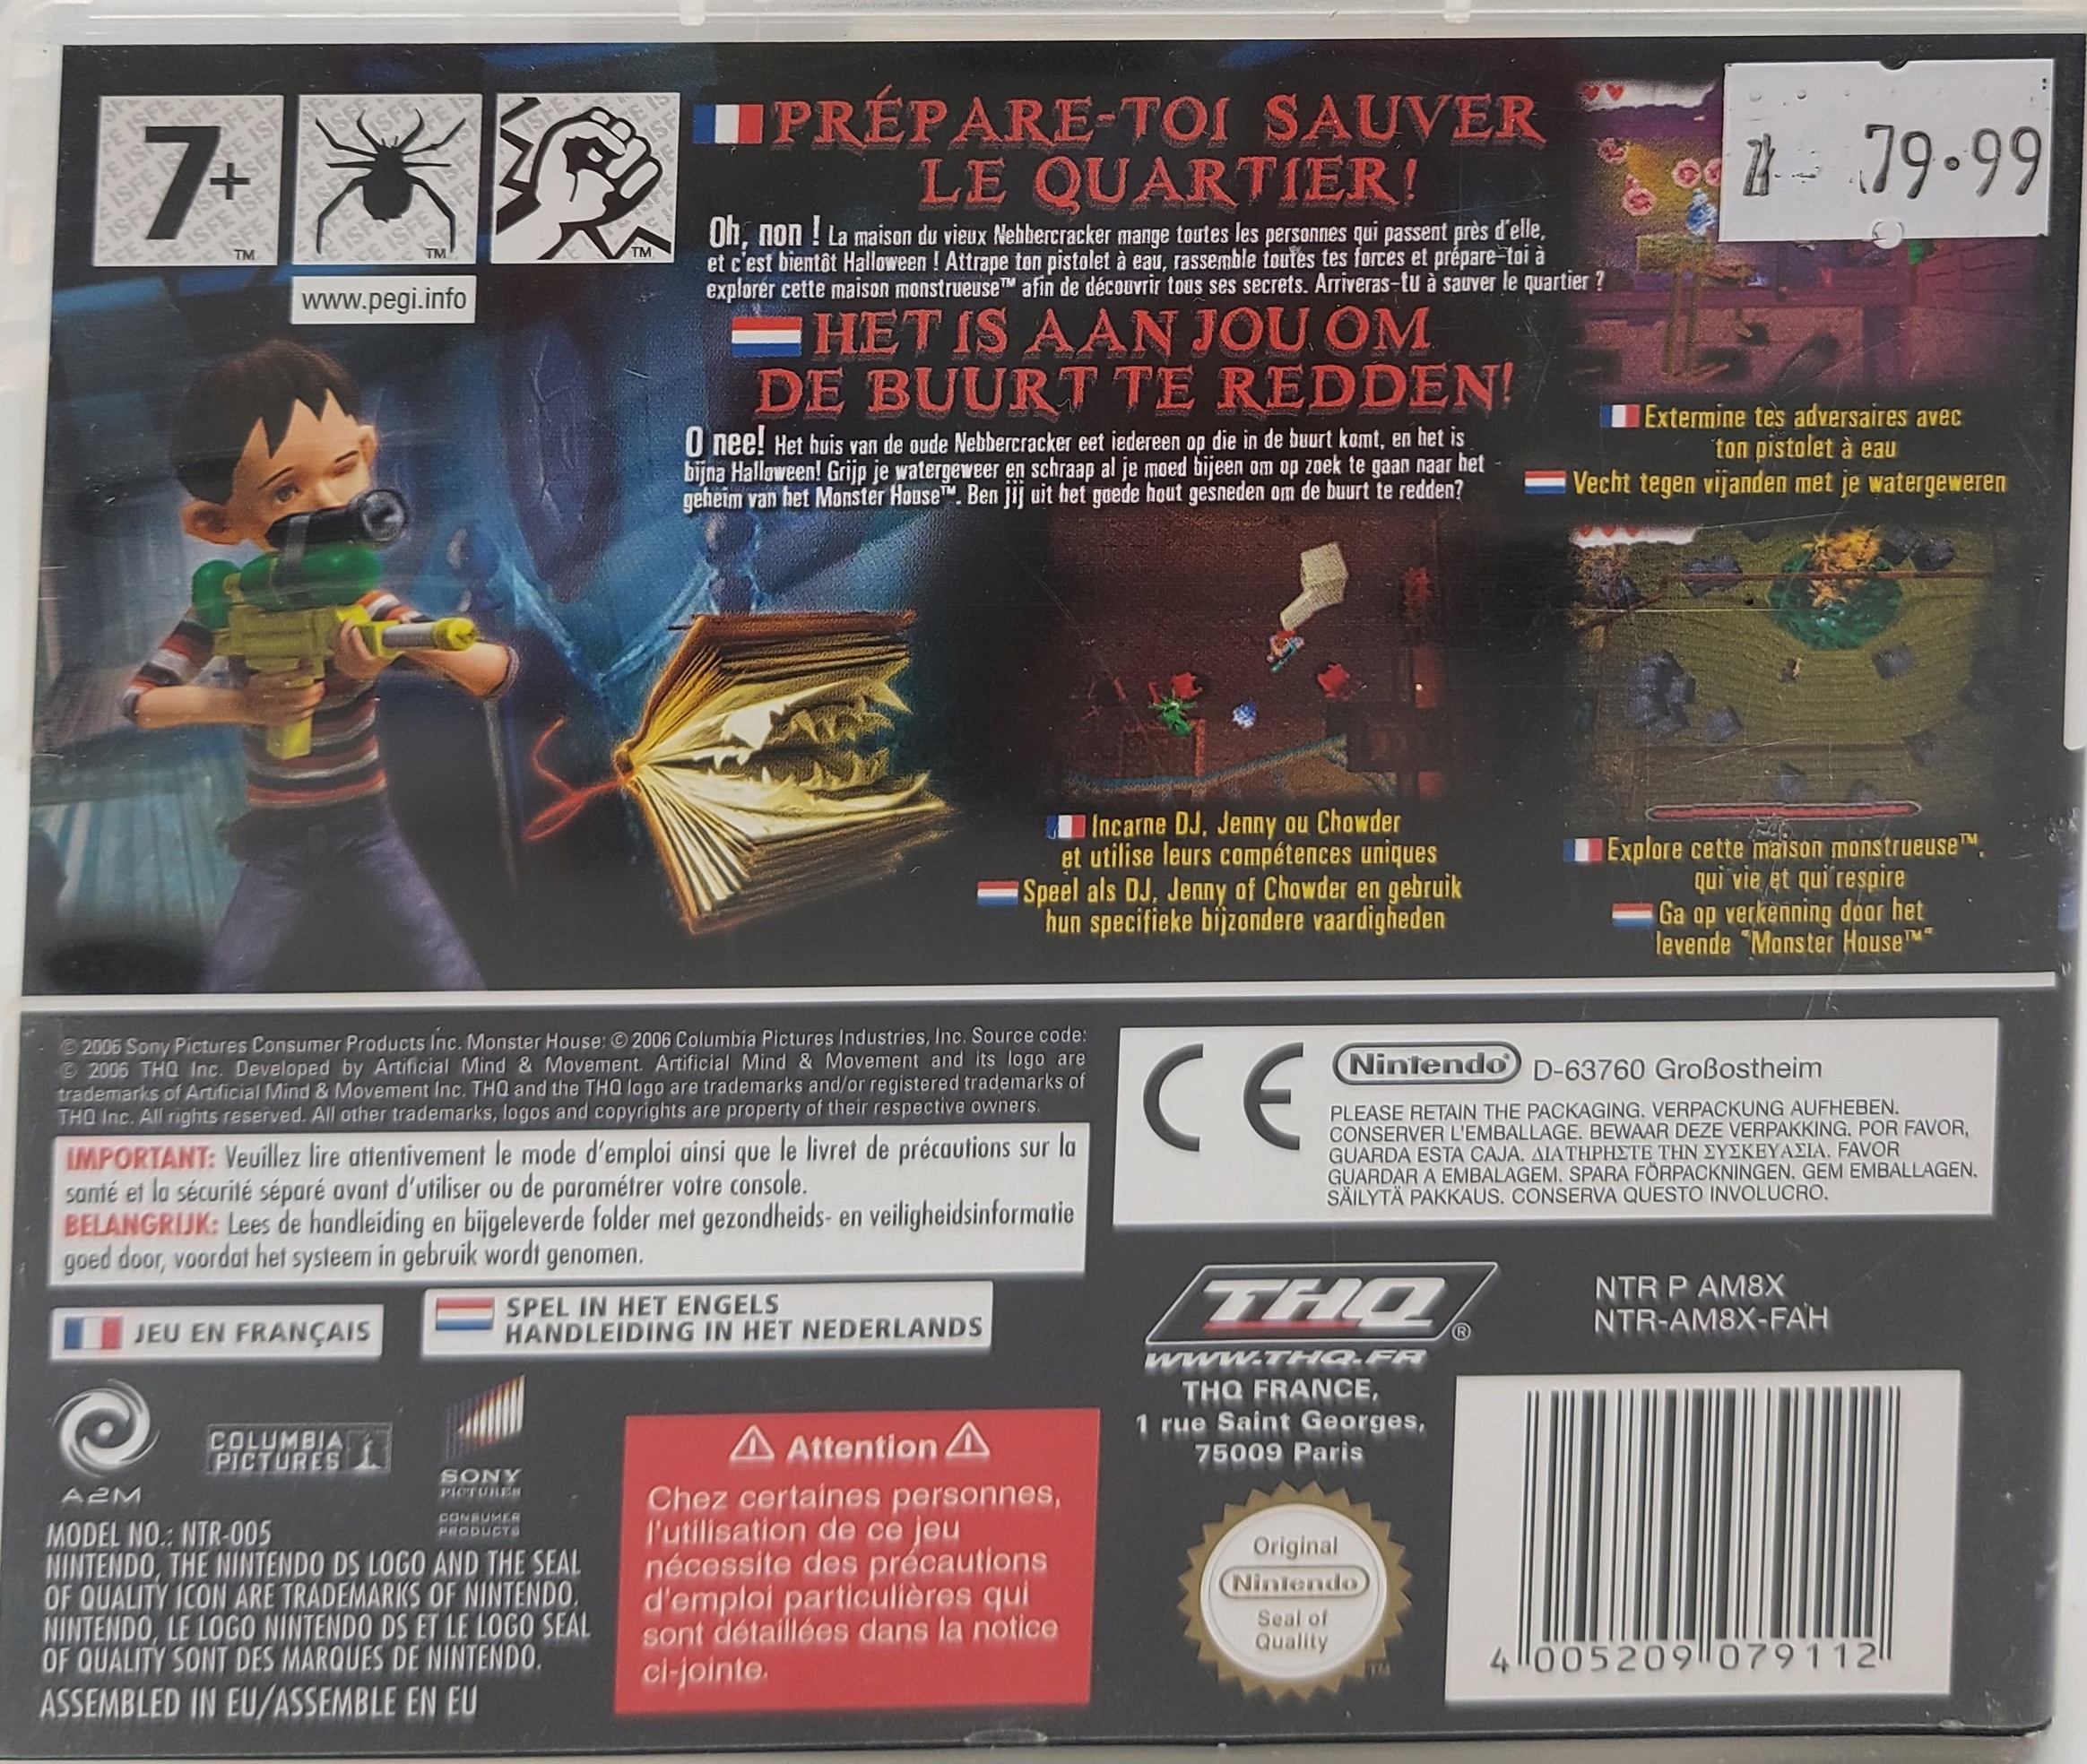 7+
TM
TM
TM
www.pegi.info
PRÉPARE-TOI SAUVER
LE QUARTIER!
Oh, non ! La maison du vieux Nebbercracker mange toutes les personnes qui passent près d'elle,
et c'est bientôt Halloween ! Attrape ton pistolet à eau, rassemble toutes tes forces et prépare-toi à
explorer cette maison monstrueuse™ afin de découvrir tous ses secrets. Arriveras-tu à sauver le quartier ?
HET IS AAN JOU OM
DE BUURT TE REDDEN!
O nee! Het huis van de oude Nebbercracker eet iedereen op die in de buurt komt, en het is
bijna Halloween! Grijp je watergeweer en schraap al je moed bijeen om op zoek te gaan naar het
geheim van het Monster House™. Ben jij uit het goede hout gesneden om de buurt te redden?
79.99
Extermine tes adversaires avec
ton pistolet à eau
Vecht tegen vijanden met je watergeweren
Incarne DJ, Jenny ou Chowder
et utilise leurs compétences uniques
Speel als DJ, Jenny of Chowder en gebruik
hun specifieke bijzondere vaardigheden
Explore cette maison monstrueuse™,
qui vie et qui respire
Ga op verkenning door het
levende "Monster House™"
© 2006 Sony Pictures Consumer Products Inc. Monster House: © 2006 Columbia Pictures Industries, Inc. Source code:
© 2006 THQ Inc. Developed by Artificial Mind & Movement. Artificial Mind & Movement and its logo are
trademarks of Artificial Mind & Movement Inc. THQ and the THQ logo are trademarks and/or registered trademarks of
THQ Inc. All rights reserved. All other trademarks, logos and copyrights are property of their respective owners.
IMPORTANT: Veuillez lire attentivement le mode d'emploi ainsi que le livret de précautions sur la
santé et la sécurité séparé avant d'utiliser ou de paramétrer votre console.
BELANGRIJK: Lees de handleiding en bijgeleverde folder met gezondheids- en veiligheidsinformatie
goed door, voordat het systeem in gebruik wordt genomen.
JEU EN FRANÇAIS
SPEL IN HET ENGELS
HANDLEIDING IN HET NEDERLANDS
A2M
COLUMBIA
PICTURES
SONY
PICTURES
CONSUMER
PRODUCTS
MODEL NO.: NTR-005
NINTENDO, THE NINTENDO DS LOGO AND THE SEAL
OF QUALITY ICON ARE TRADEMARKS OF NINTENDO.
NINTENDO, LE LOGO NINTENDO DS ET LE LOGO SEAL
OF QUALITY SONT DES MARQUES DE NINTENDO.
ASSEMBLED IN EU/ASSEMBLE EN EU
Attention
Chez certaines personnes,
l'utilisation de ce jeu
nécessite des précautions
d'emploi particulières qui
sont détaillées dans la notice
ci-jointe.
CE
Nintendo® D-63760 Großostheim
PLEASE RETAIN THE PACKAGING. VERPACKUNG AUFHEBEN.
CONSERVER L'EMBALLAGE. BEWAAR DEZE VERPAKKING. POR FAVOR,
GUARDA ESTA CAJA. ΔΙΑΤΗΡΗΣΤΕ ΤΗΝ ΣΥΣΚΕΥΑΣΙΑ. FAVOR
GUARDAR A EMBALAGEM. SPARA FÖRPACKNINGEN. GEM EMBALLAGEN.
SÄILYTÄ PAKKAUS. CONSERVA QUESTO INVOLUCRO.
THQ®
WWW.THQ.FR
THQ FRANCE,
1 rue Saint Georges,
75009 Paris
NTR P AM8X
NTR-AM8X-FAH
Original
Nintendo
Seal of
Quality
TM
4 005209 079112